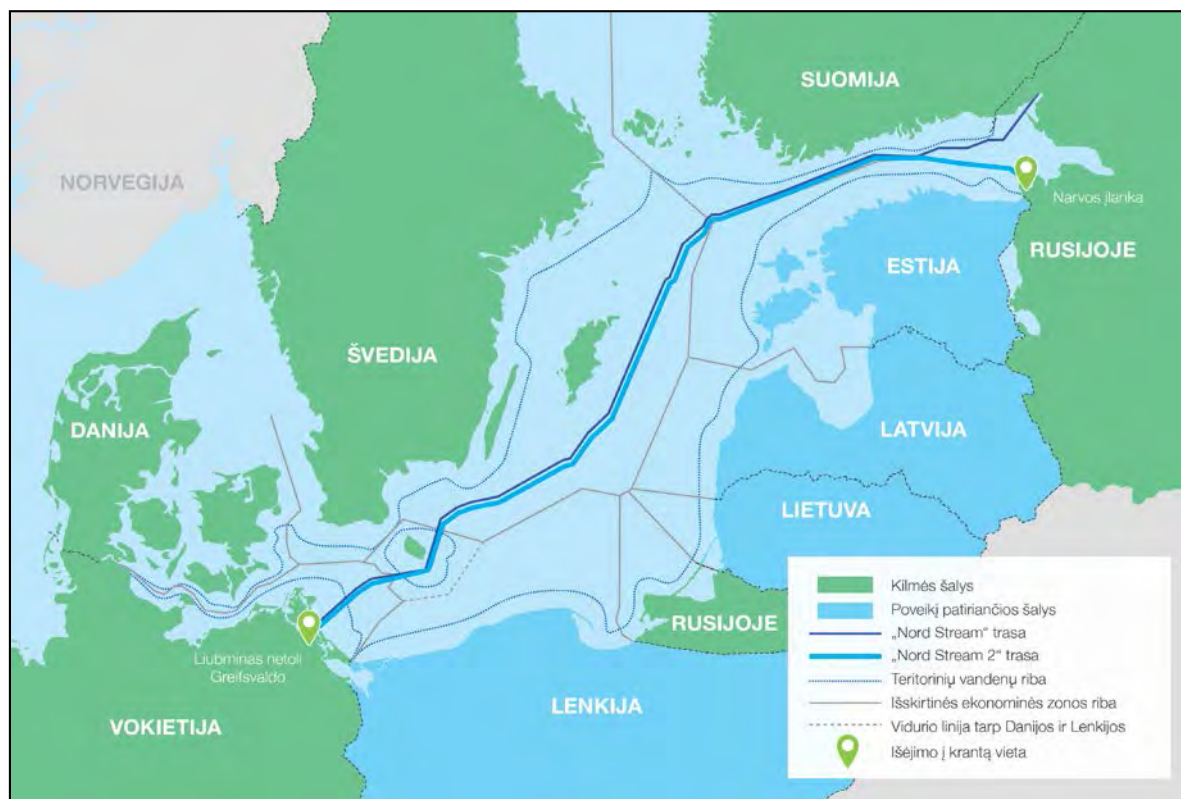 SUOMIJA
NORVEGIJA
Narvos įlanka
RUSIJOJE
ESTIJA
ŠVEDIJA
DANIJA
LATVIJA
LIETUVA
RUSIJOJE
Liubminas netoli
Greifsvaldo
LENKIJA
VOKIETIJA
Kilmės šalys
Poveikį patiriančios šalys
„Nord Stream“ trasa
„Nord Stream 2“ trasa
Teritorinių vandenų riba
Išskirtinės ekonominės zonos riba
Vidurio linija tarp Danijos ir Lenkijos
Išėjimo į krantą vieta